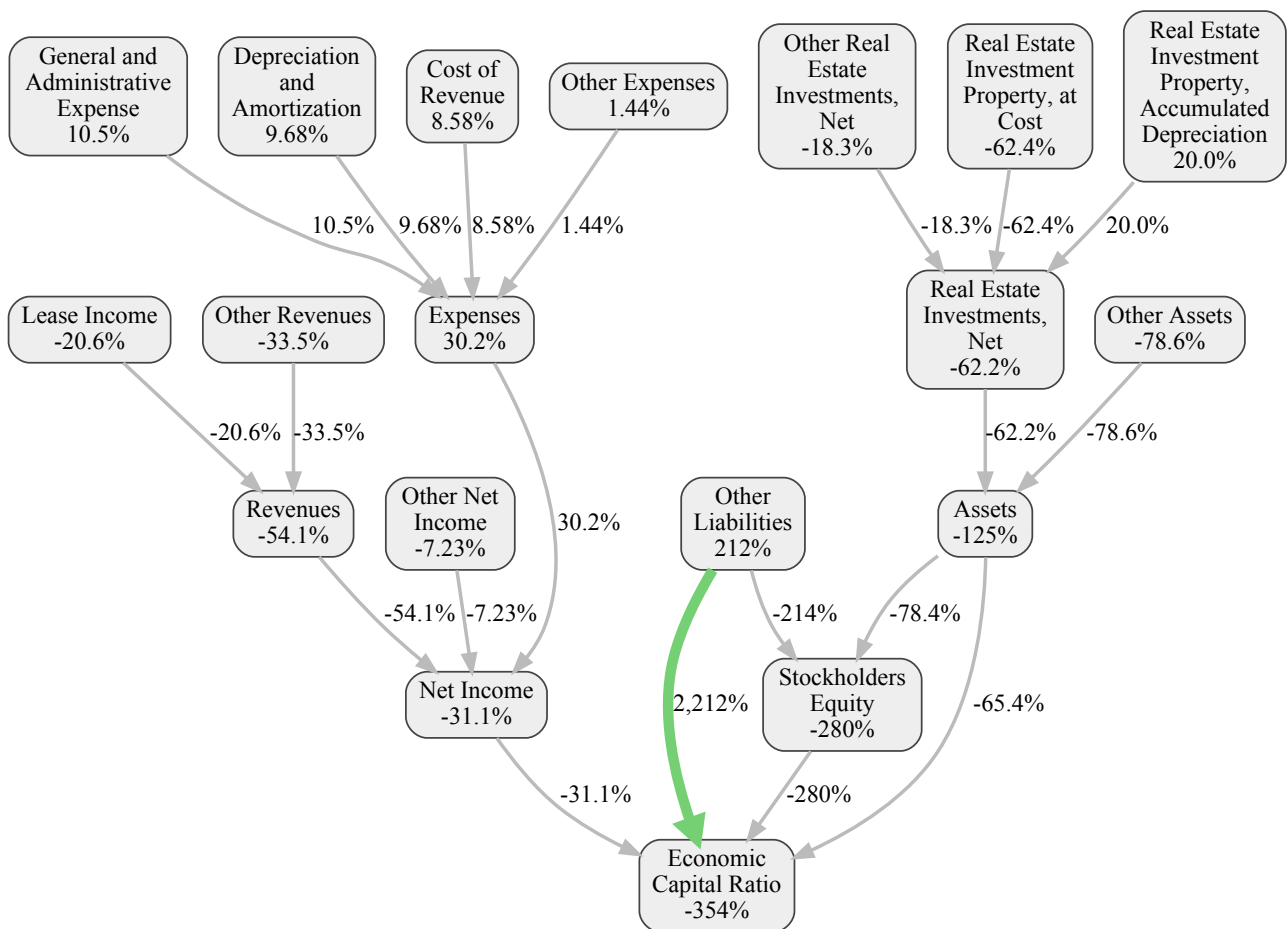 General and
Administrative
Expense
10.5%
Depreciation
and
Amortization
9.68%
Cost of
Revenue
8.58%
Other Expenses
1.44%
Other Real
Estate
Investments,
Net
-18.3%
Real Estate
Investment
Property, at
Cost
-62.4%
Real Estate
Investment
Property,
Accumulated
Depreciation
20.0%
10.5%
9.68%
8.58%
1.44%
-18.3%
-62.4%
20.0%
Lease Income
-20.6%
Other Revenues
-33.5%
Expenses
30.2%
Real Estate
Investments,
Net
-62.2%
Other Assets
-78.6%
-20.6%
-33.5%
-62.2%
-78.6%
Revenues
-54.1%
Other Net
Income
-7.23%
30.2%
Other
Liabilities
212%
Assets
-125%
-54.1%
-7.23%
-214%
-78.4%
Net Income
-31.1%
2,212%
Stockholders
Equity
-280%
-65.4%
-31.1%
-280%
Economic
Capital Ratio
-354%